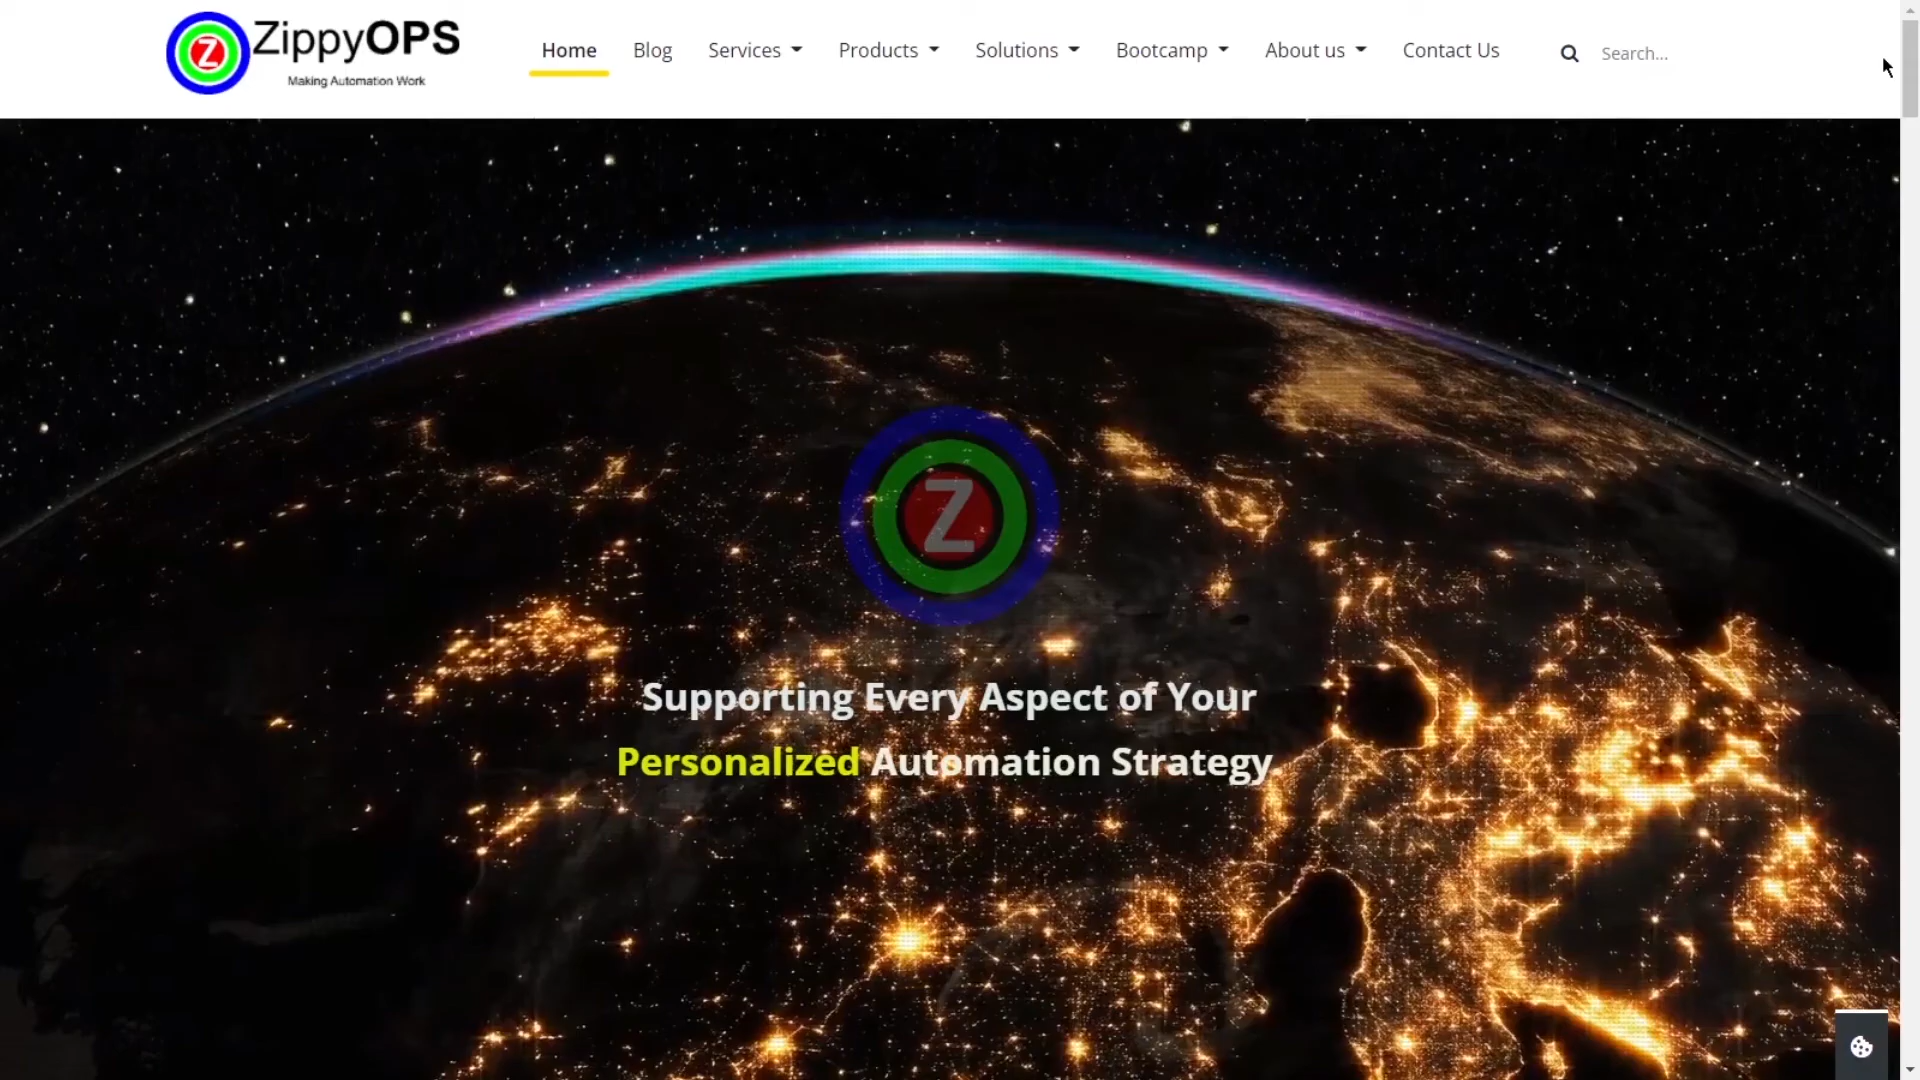 Z ZippyOPS
Making Automation Work
Home Blog Services Products Solutions Bootcamp About us Contact Us Search...
Z
Supporting Every Aspect of Your
Personalized Automation Strategy.